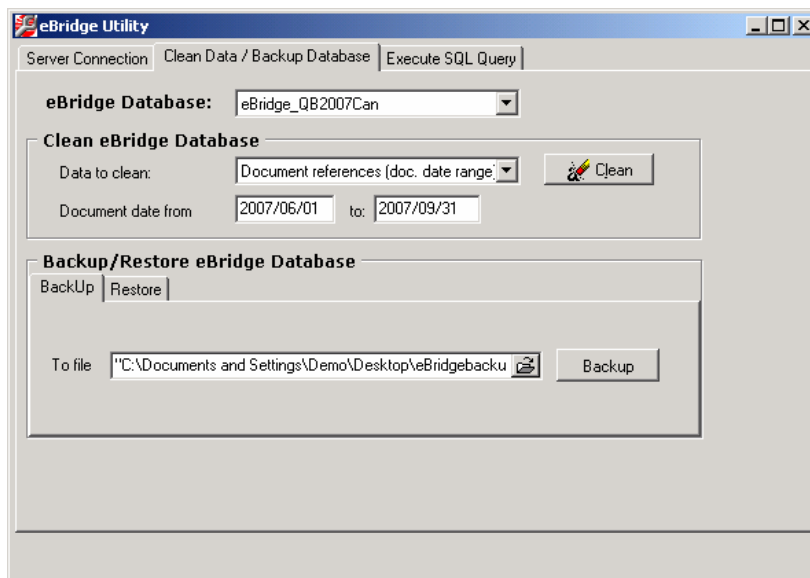 eBridge Utility
Server Connection Clean Data / Backup Database Execute SQL Query
eBridge Database: eBridge_QB2007Can
Clean eBridge Database
Data to clean: Document references (doc. date range) Clean
Document date from 2007/06/01 to: 2007/09/31
Backup/Restore eBridge Database
BackUp Restore
To file "C:\Documents and Settings\Demo\Desktop\eBridgebacku Backup